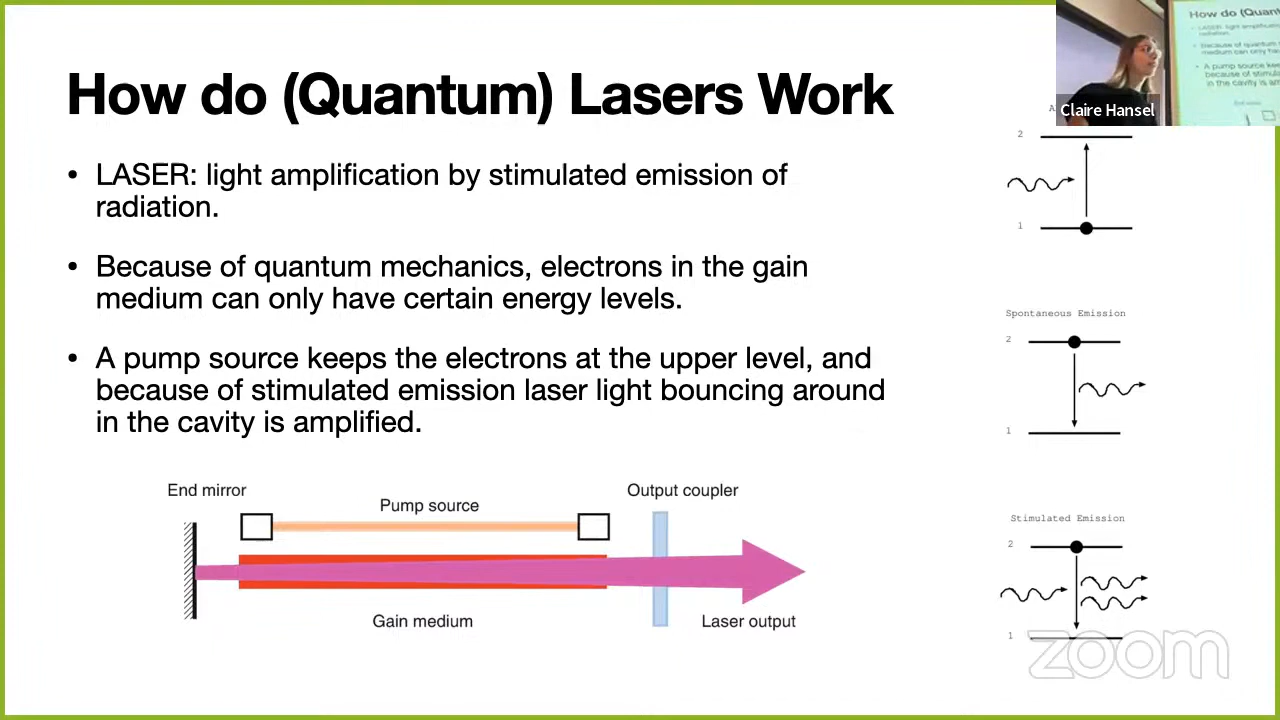 How do (Quantum) Lasers Work
• LASER: light amplification by stimulated emission of
radiation.
• Because of quantum mechanics, electrons in the gain
medium can only have certain energy levels.
• A pump source keeps the electrons at the upper level, and
because of stimulated emission laser light bouncing around
in the cavity is amplified.
End mirror
Pump source
Output coupler
Gain medium
Laser output
How do (Quant
Claire Hansel
2
1
Spontaneous Emission
2
1
Stimulated Emission
2
1
zoom